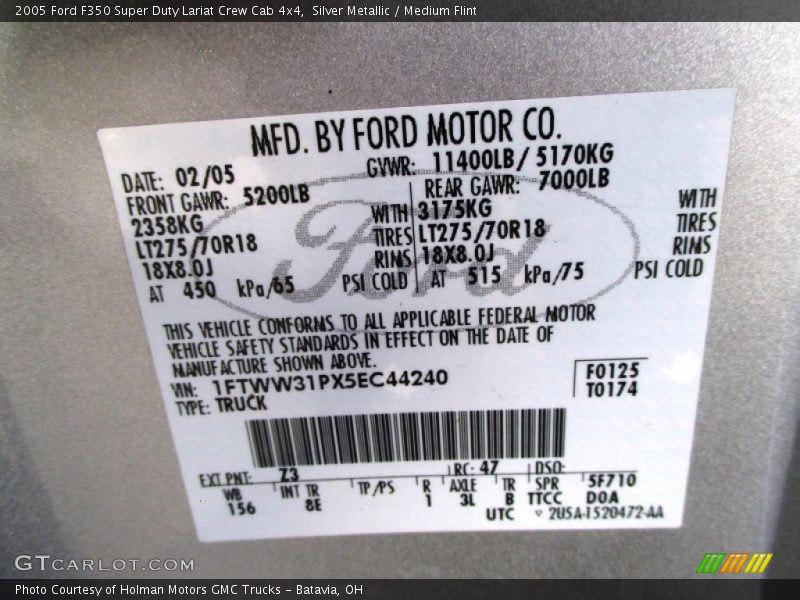 2005 Ford F350 Super Duty Lariat Crew Cab 4x4, Silver Metallic / Medium Flint
MFD. BY FORD MOTOR CO.
DATE: 02/05 GVWR: 11400LB/ 5170KG
FRONT GAWR: 5200LB REAR GAWR: 7000LB
2358KG WITH 3175KG WITH
LT275/70R18 TIRES LT275/70R18 TIRES
18X8.0J RIMS 18X8.0J RIMS
AT 450 kPa/65 PSI COLD AT 515 kPa/75 PSI COLD
Ford
THIS VEHICLE CONFORMS TO ALL APPLICABLE FEDERAL MOTOR
VEHICLE SAFETY STANDARDS IN EFFECT ON THE DATE OF
MANUFACTURE SHOWN ABOVE.
VIN: 1FTWW31PX5EC44240 F0125
TYPE: TRUCK T0174
EXT PNT: Z3 RC: 47 DSO:
WB INT TR TP/PS R AXLE TR SPR 5F710
156 8E 1 3L B TTCC D0A
UTC ▽ 2U5A-1520472-AA
GTCARLOT.COM
Photo Courtesy of Holman Motors GMC Trucks - Batavia, OH